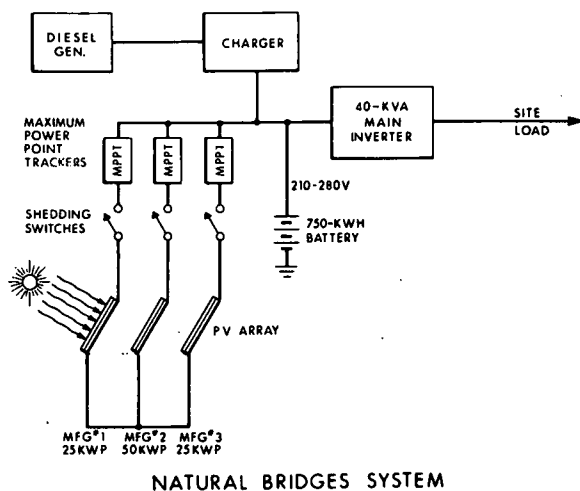 DIESEL
GEN.
CHARGER
MAXIMUM
POWER
POINT
TRACKERS
MPPT
MPPT
MPPT
40-KVA
MAIN
INVERTER
SITE
LOAD
210-280V
SHEDDING
SWITCHES
750-KWH
BATTERY
PV ARRAY
MFG#1
25KWP
MFG#2
50KWP
MFG#3
25KWP
NATURAL BRIDGES SYSTEM